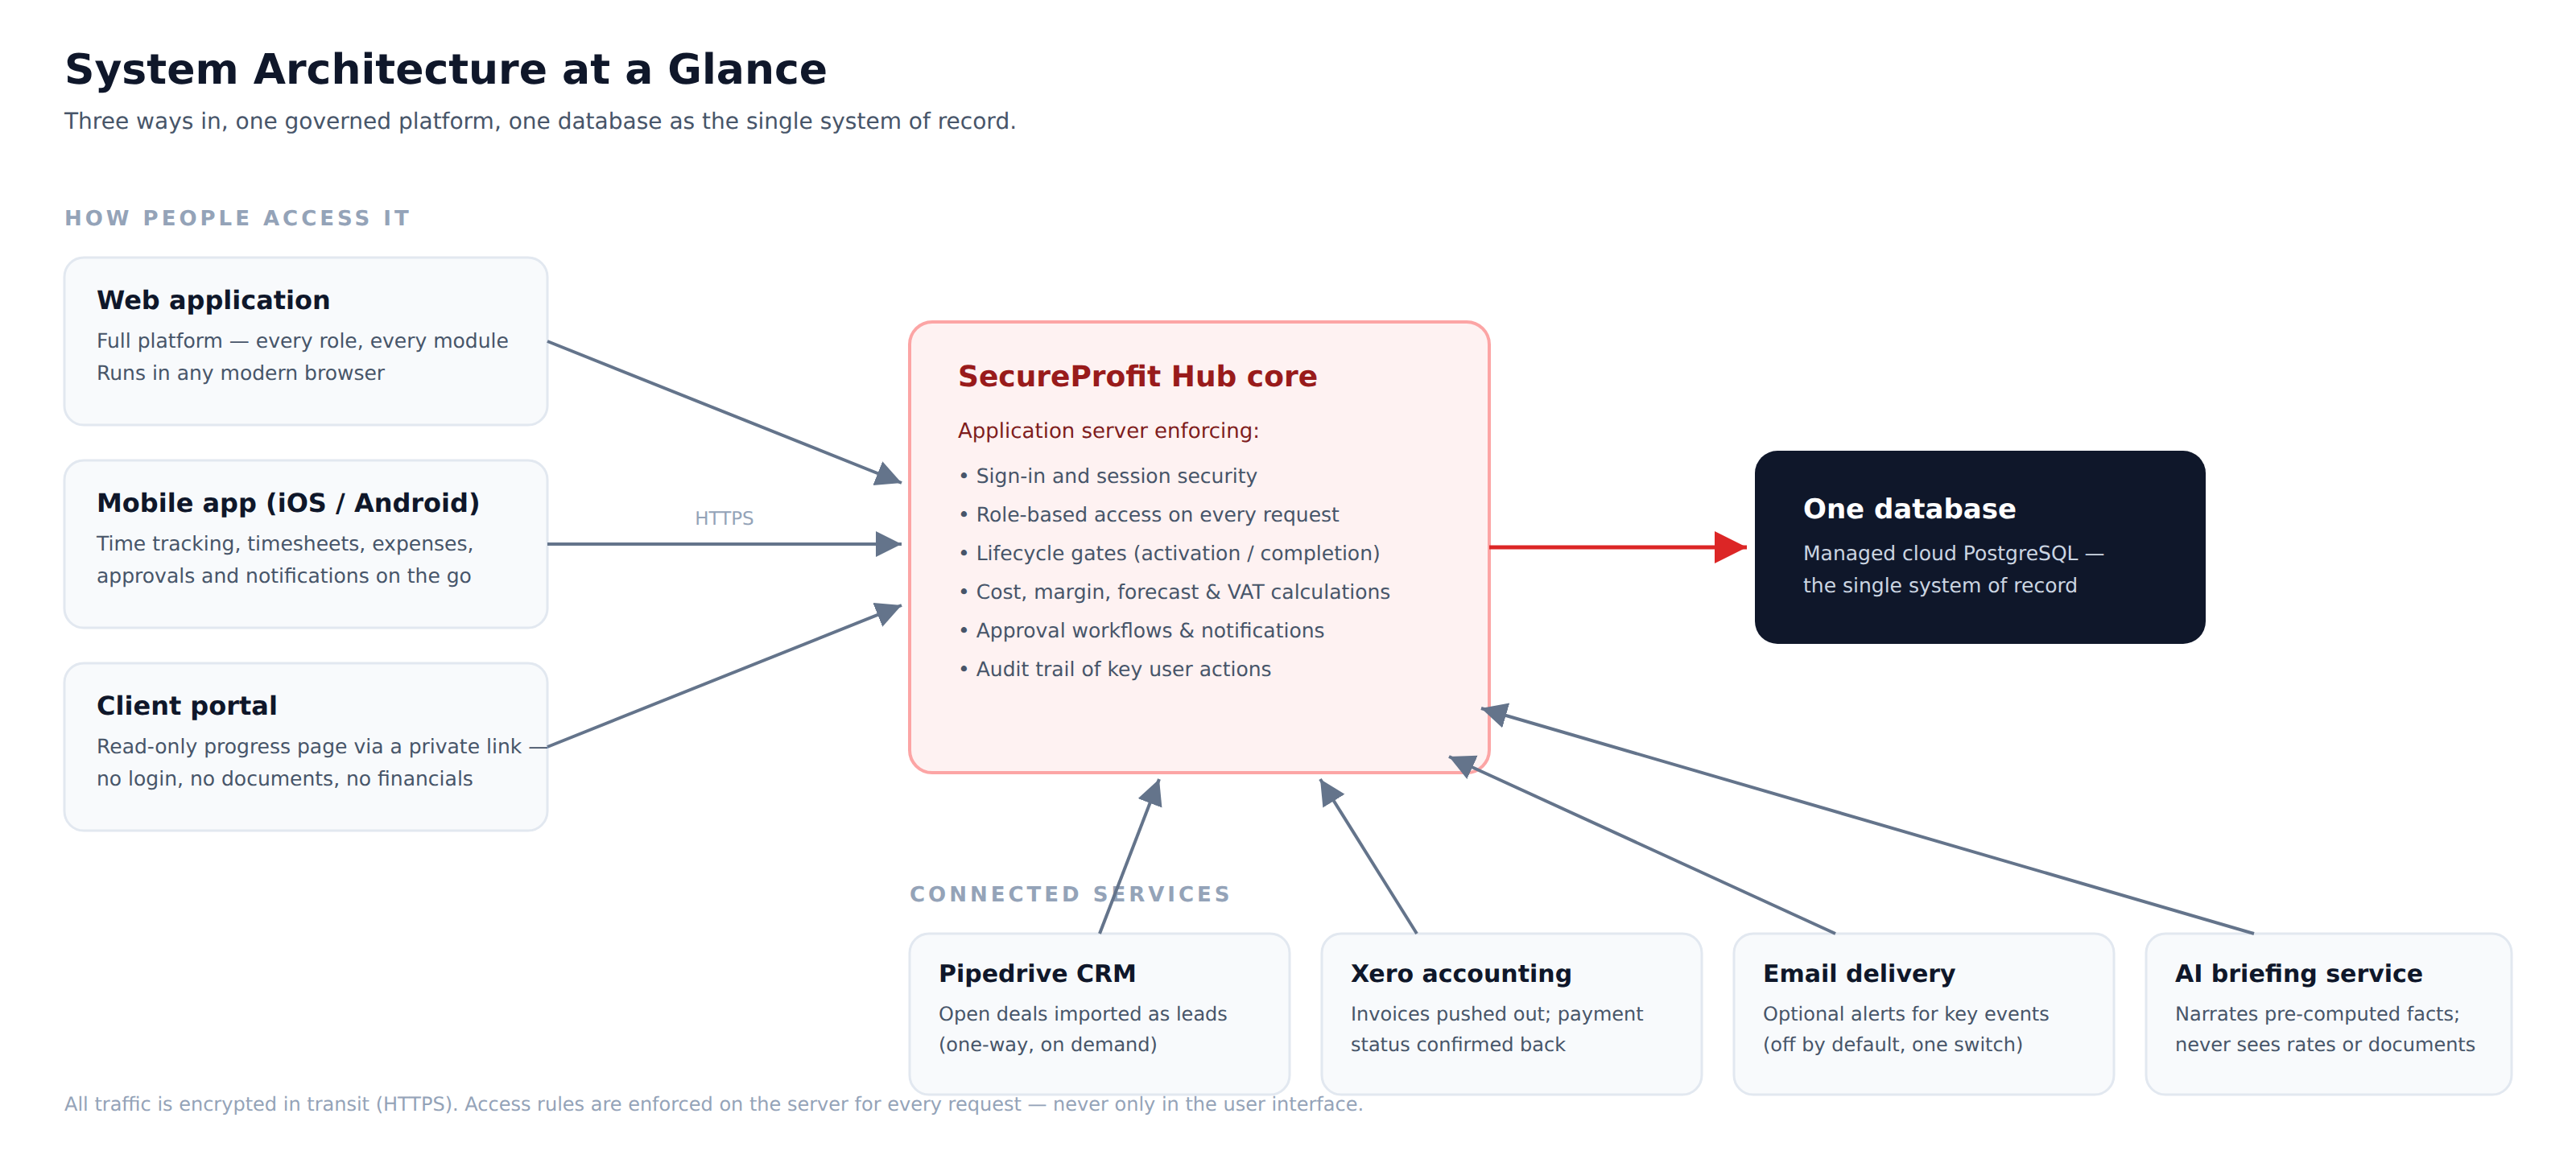 System Architecture at a Glance
Three ways in, one governed platform, one database as the single system of record.
HOW PEOPLE ACCESS IT
Web application
Full platform — every role, every module
Runs in any modern browser
Mobile app (iOS / Android)
Time tracking, timesheets, expenses,
approvals and notifications on the go
Client portal
Read-only progress page via a private link —
no login, no documents, no financials
HTTPS
SecureProfit Hub core
Application server enforcing:
• Sign-in and session security
• Role-based access on every request
• Lifecycle gates (activation / completion)
• Cost, margin, forecast & VAT calculations
• Approval workflows & notifications
• Audit trail of key user actions
One database
Managed cloud PostgreSQL —
the single system of record
CONNECTED SERVICES
Pipedrive CRM
Open deals imported as leads
(one-way, on demand)
Xero accounting
Invoices pushed out; payment
status confirmed back
Email delivery
Optional alerts for key events
(off by default, one switch)
AI briefing service
Narrates pre-computed facts;
never sees rates or documents
All traffic is encrypted in transit (HTTPS). Access rules are enforced on the server for every request — never only in the user interface.